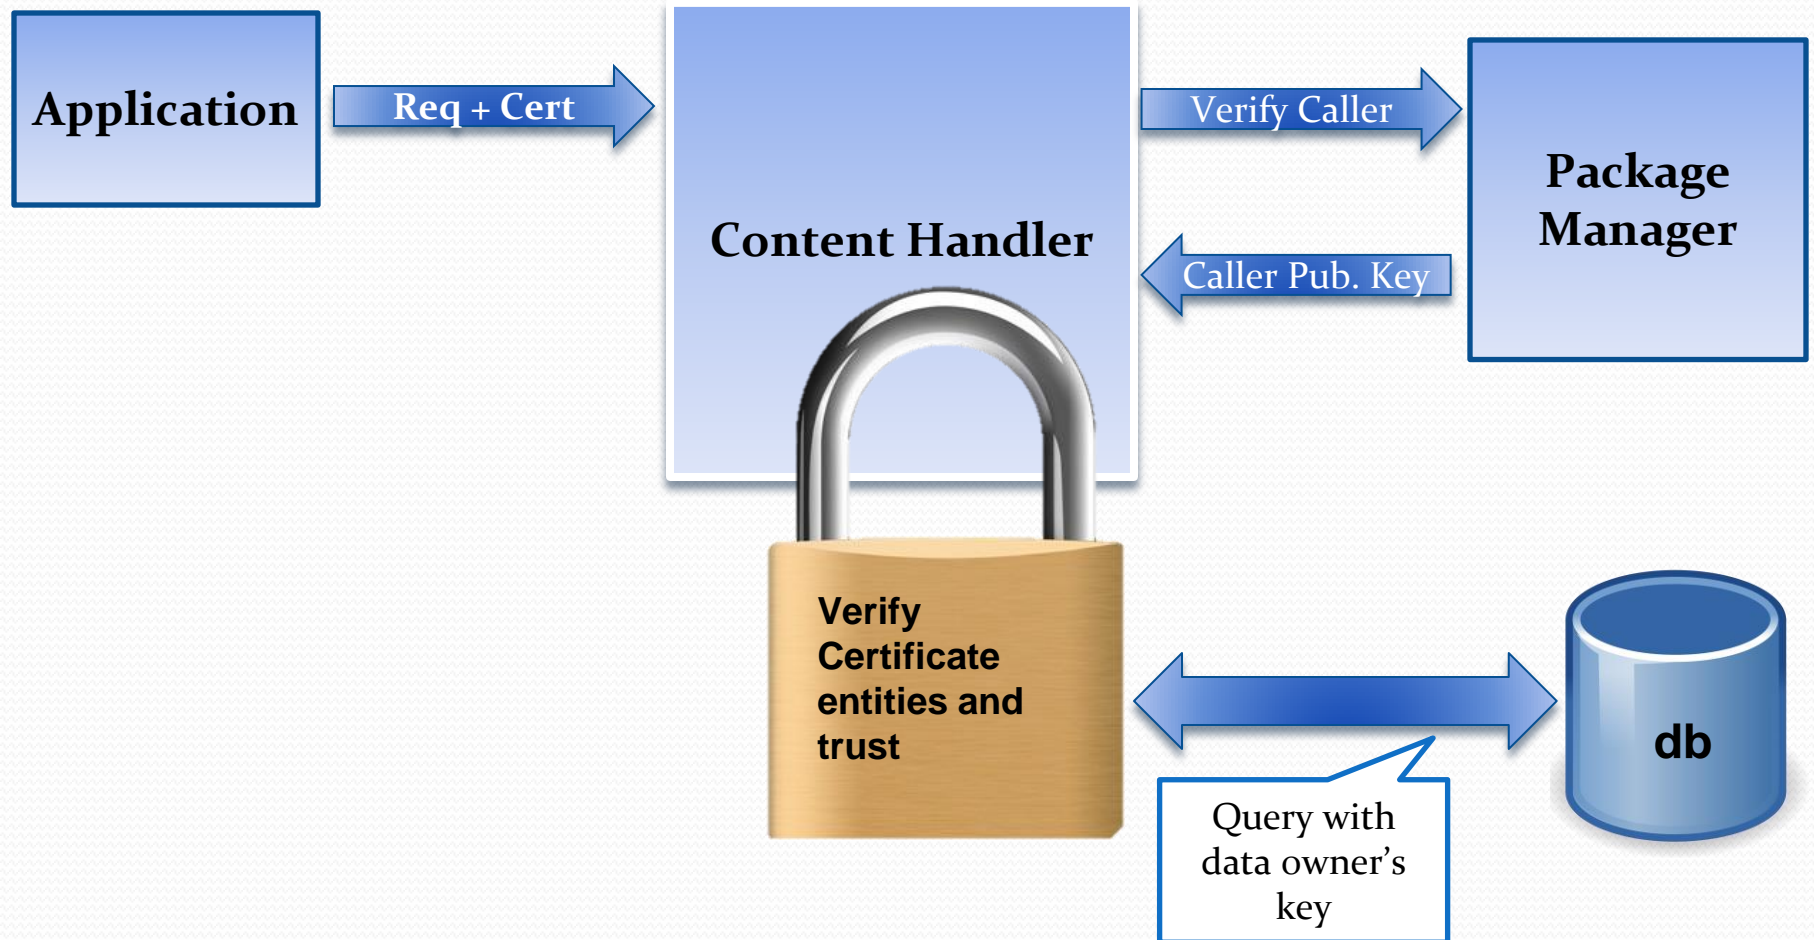 Application
Req + Cert
Content Handler
Verify Caller
Caller Pub. Key
Package
Manager
Verify
Certificate
entities and
trust
db
Query with
data owner’s
key